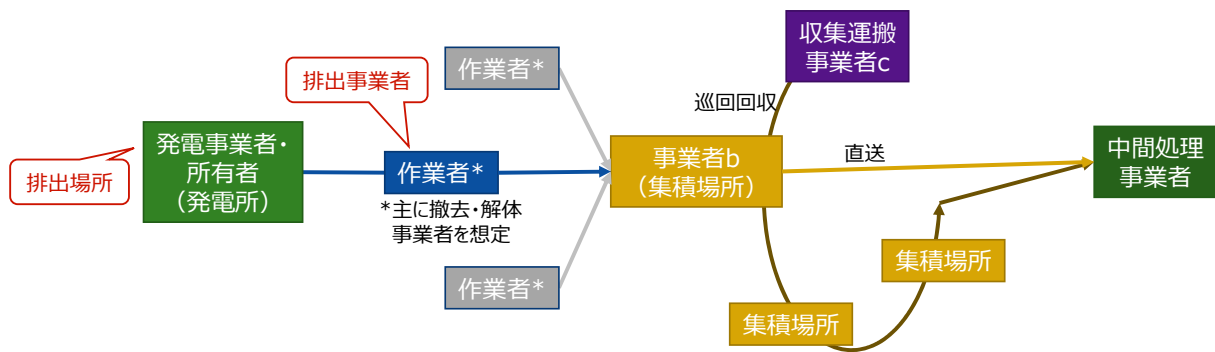 排出場所
発電事業者・
所有者
（発電所）
排出事業者
作業者*
*主に撤去・解体
事業者を想定
作業者*
作業者*
事業者b
（集積場所）
収集運搬
事業者c
巡回回収
直送
集積場所
集積場所
中間処理
事業者